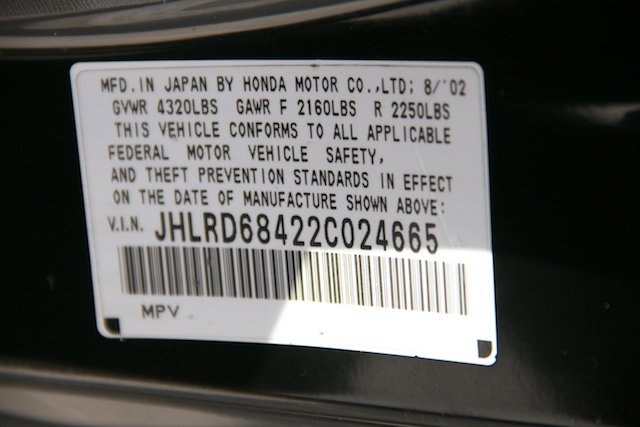 MFD.IN JAPAN BY HONDA MOTOR CO.,LTD; 8/'02
GVWR 4320LBS GAWR F 2160LBS R 2250LBS
THIS VEHICLE CONFORMS TO ALL APPLICABLE
FEDERAL MOTOR VEHICLE SAFETY,
AND THEFT PREVENTION STANDARDS IN EFFECT
ON THE DATE OF MANUFACTURE SHOWN ABOVE:
V.I.N. JHLRD68422C024665
MPV